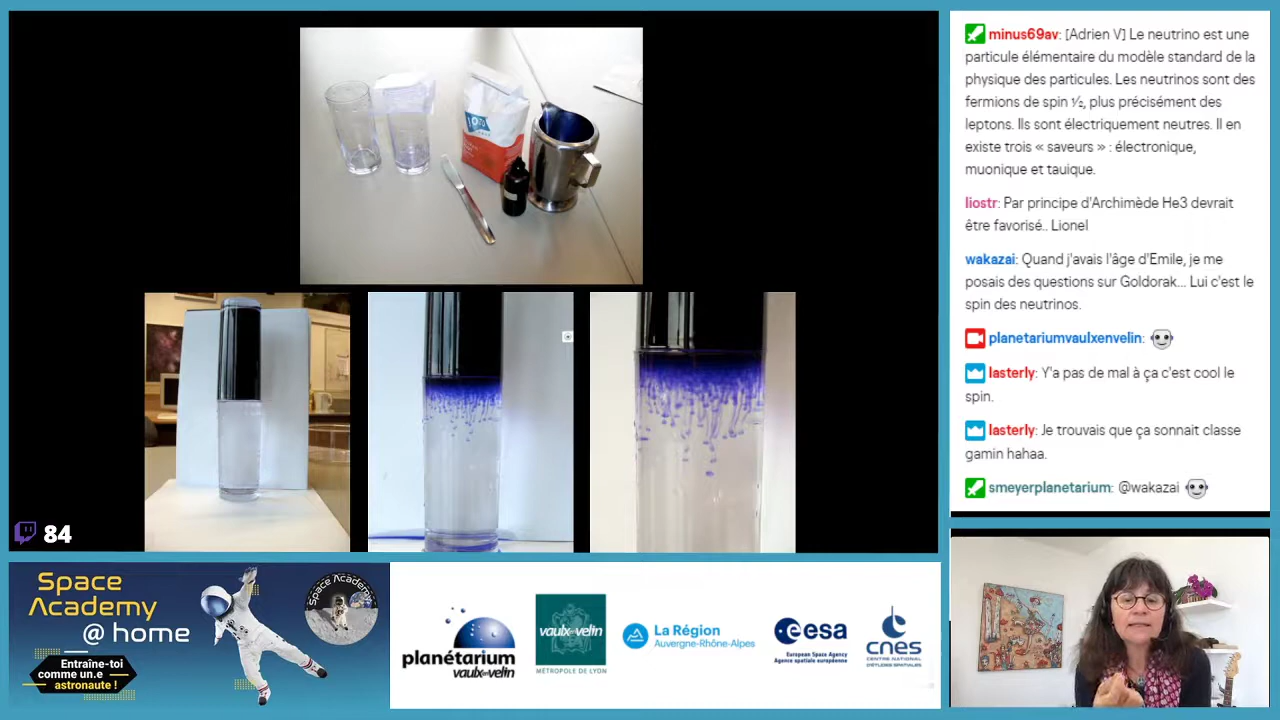 minus69av: [Adrien V] Le neutrino est une
particule élémentaire du modèle standard de la
physique des particules. Les neutrinos sont des
fermions de spin ½, plus précisément des
leptons. Ils sont électriquement neutres. Il en
existe trois « saveurs » : électronique,
muonique et tauique.
liostr: Par principe d'Archimède He3 devrait
être favorisé.. Lionel
wakazai: Quand j'avais l'âge d'Emile, je me
posais des questions sur Goldorak... Lui c'est le
spin des neutrinos.
planetariumvaulxenvelin:
lasterly: Y'a pas de mal à ça c'est cool le
spin.
lasterly: Je trouvais que ça sonnait classe
gamin hahaa.
smeyerplanetarium: @wakazai
84
Space
Academy
@ home
Entraîne-toi
comme un.e
astronaute !
Space Academy
planétarium
vaulx en velin
vaulx en velin
MÉTROPOLE DE LYON
La Région
Auvergne-Rhône-Alpes
esa
European Space Agency
Agence spatiale européenne
cnes
CENTRE NATIONAL
D'ÉTUDES SPATIALES